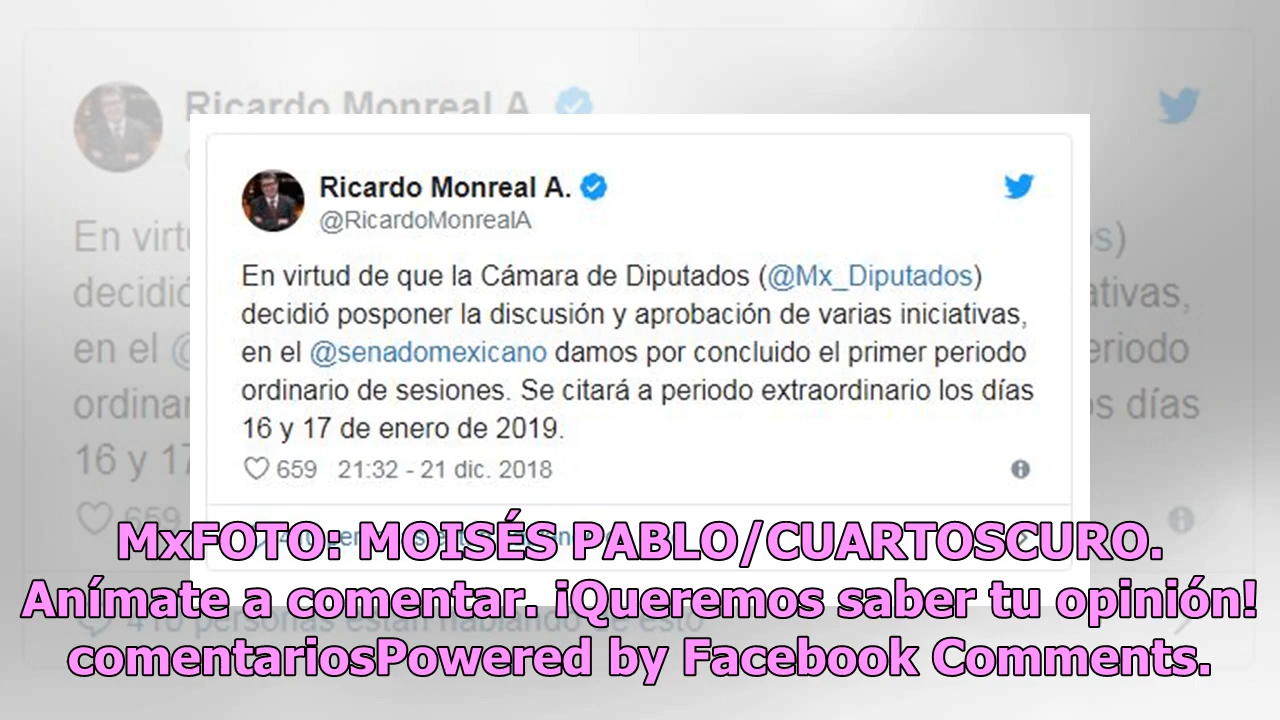 Ricardo Monreal A.
@RicardoMonrealA
En virtud de que la Cámara de Diputados (@Mx_Diputados)
decidió posponer la discusión y aprobación de varias iniciativas,
en el @senadomexicano damos por concluido el primer periodo
ordinario de sesiones. Se citará a periodo extraordinario los días
16 y 17 de enero de 2019.
659 21:32 - 21 dic. 2018
MxFOTO: MOISÉS PABLO/CUARTOSCURO.
Anímate a comentar. ¡Queremos saber tu opinión!
comentariosPowered by Facebook Comments.